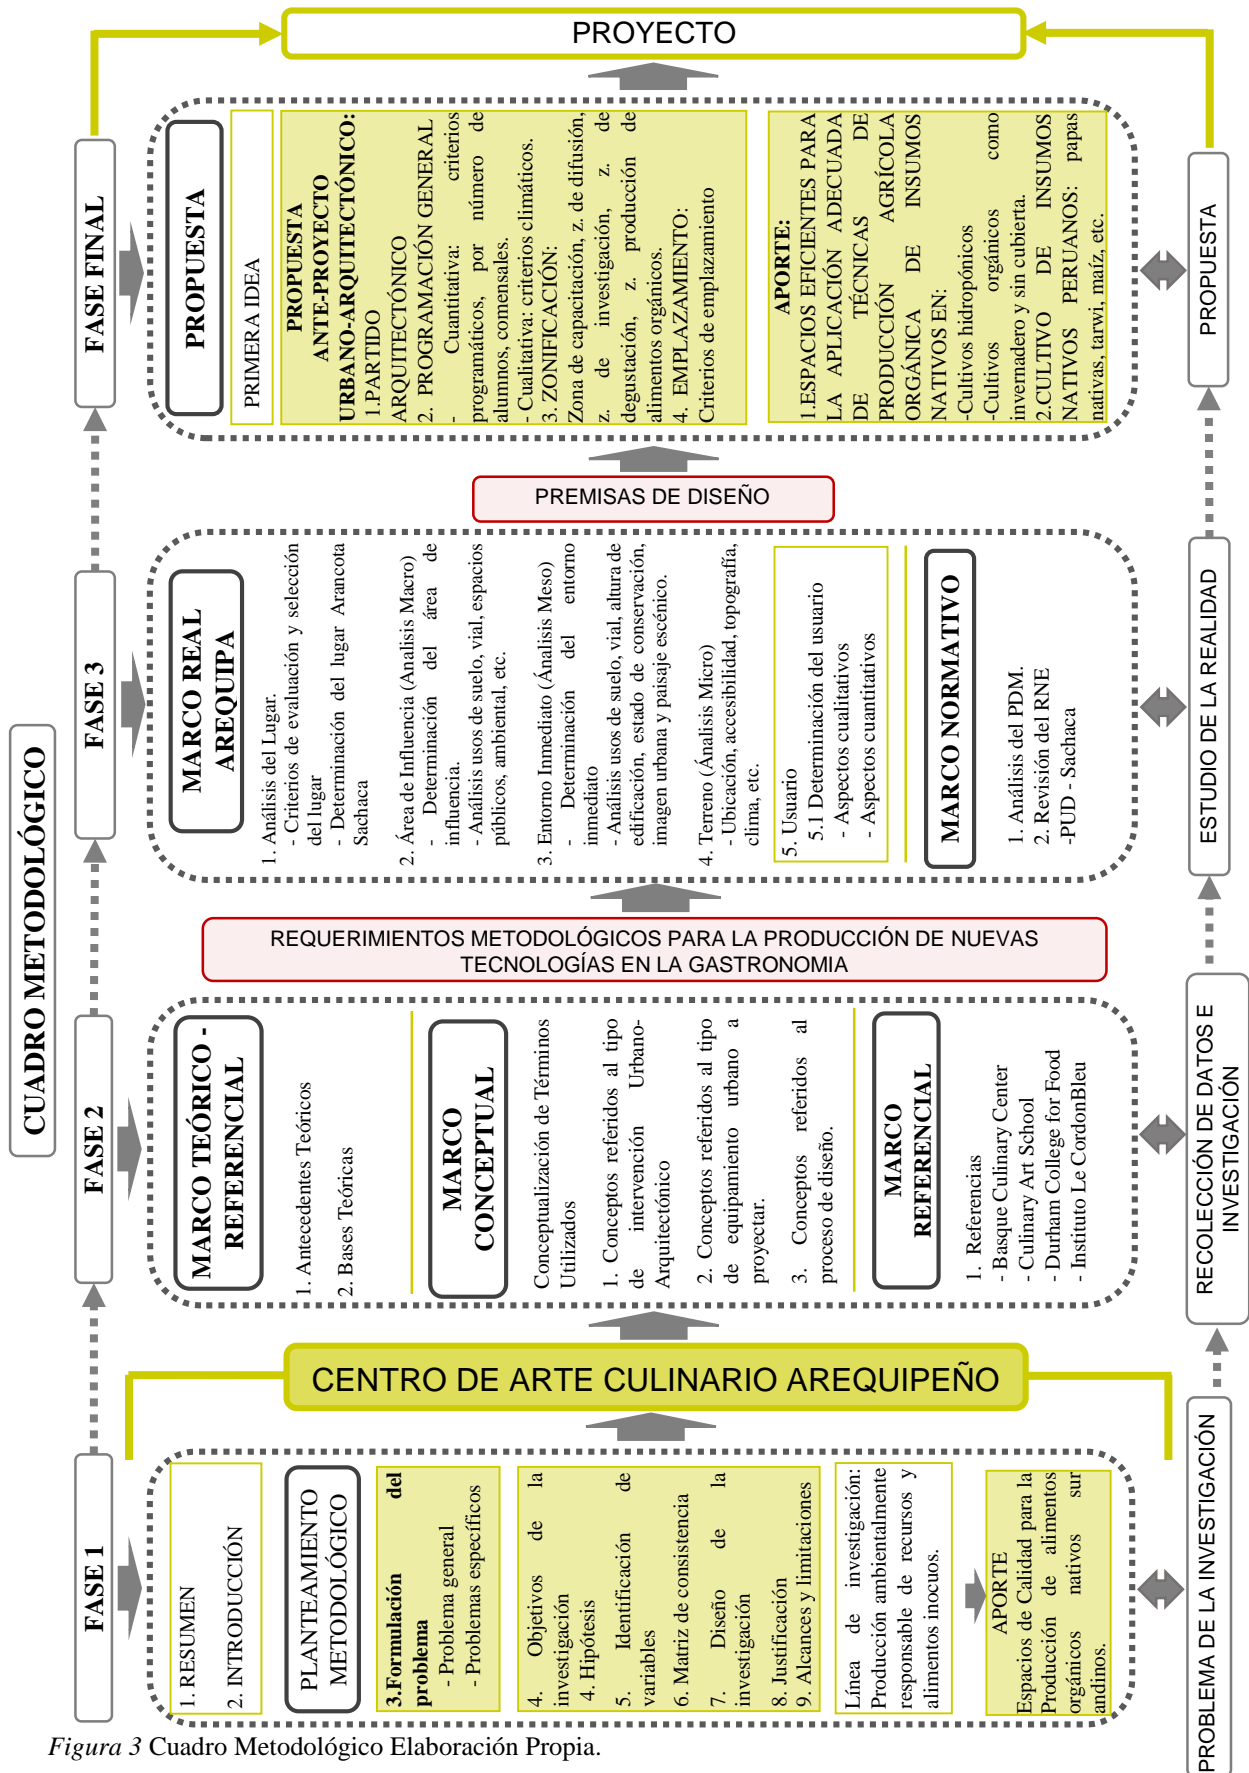 CUADRO METODOLÓGICO
FASE 1
1. RESUMEN
2. INTRODUCCIÓN
PLANTEAMIENTO
METODOLÓGICO
3.Formulación del
problema
- Problema general
- Problemas específicos
4. Objetivos de la
investigación
4. Hipótesis
5. Identificación de
variables
6. Matriz de consistencia
7. Diseño de la
investigación
8. Justificación
9. Alcances y limitaciones
Línea de investigación:
Producción ambientalmente
responsable de recursos y
alimentos inocuos.
APORTE
Espacios de Calidad para la
Producción de alimentos
orgánicos nativos sur
andinos.
PROBLEMA DE LA INVESTIGACIÓN
CENTRO DE ARTE CULINARIO AREQUIPEÑO
FASE 2
MARCO TEÓRICO -
REFERENCIAL
1. Antecedentes Teóricos
2. Bases Teóricas
MARCO
CONCEPTUAL
Conceptualización de Términos
Utilizados
1. Conceptos referidos al tipo
de intervención Urbano-
Arquitectónico
2. Conceptos referidos al tipo
de equipamiento urbano a
proyectar.
3. Conceptos referidos al
proceso de diseño.
MARCO
REFERENCIAL
1. Referencias
- Basque Culinary Center
- Culinary Art School
- Durham College for Food
- Instituto Le CordonBleu
RECOLECCIÓN DE DATOS E
INVESTIGACIÓN
REQUERIMIENTOS METODOLÓGICOS PARA LA PRODUCCIÓN DE NUEVAS
TECNOLOGÍAS EN LA GASTRONOMIA
FASE 3
MARCO REAL
AREQUIPA
1. Análisis del Lugar.
- Criterios de evaluación y selección
del lugar
- Determinación del lugar Arancota
Sachaca
2. Área de Influencia (Analisis Macro)
- Determinación del área de
influencia.
- Análisis usos de suelo, vial, espacios
públicos, ambiental, etc.
3. Entorno Inmediato (Ánalisis Meso)
- Determinación del entorno
inmediato
- Análisis usos de suelo, vial, altura de
edificación, estado de conservación,
imagen urbana y paisaje escénico.
4. Terreno (Ánalisis Micro)
- Ubicación, accesibilidad, topografía,
clima, etc.
5. Usuario
5.1 Determinación del usuario
- Aspectos cualitativos
- Aspectos cuantitativos
MARCO NORMATIVO
1. Análisis del PDM.
2. Revisión del RNE
-PUD - Sachaca
ESTUDIO DE LA REALIDAD
PREMISAS DE DISEÑO
FASE FINAL
PROPUESTA
PRIMERA IDEA
PROPUESTA
ANTE-PROYECTO
URBANO-ARQUITECTÓNICO:
1.PARTIDO
ARQUITECTÓNICO
2. PROGRAMACIÓN GENERAL
- Cuantitativa: criterios
programáticos, por número de
alumnos, comensales.
- Cualitativa: criterios climáticos.
3. ZONIFICACIÓN:
Zona de capacitación, z. de difusión,
z. de investigación, z. de
degustación, z. producción de
alimentos orgánicos.
4. EMPLAZAMIENTO:
Criterios de emplazamiento
APORTE:
1.ESPACIOS EFICIENTES PARA
LA APLICACIÓN ADECUADA
DE TÉCNICAS DE
PRODUCCIÓN AGRÍCOLA
ORGÁNICA DE INSUMOS
NATIVOS EN:
-Cultivos hidropónicos
-Cultivos orgánicos como
invernadero y sin cubierta.
2.CULTIVO DE INSUMOS
NATIVOS PERUANOS: papas
nativas, tarwi, maíz, etc.
PROPUESTA
PROYECTO
Figura 3 Cuadro Metodológico Elaboración Propia.